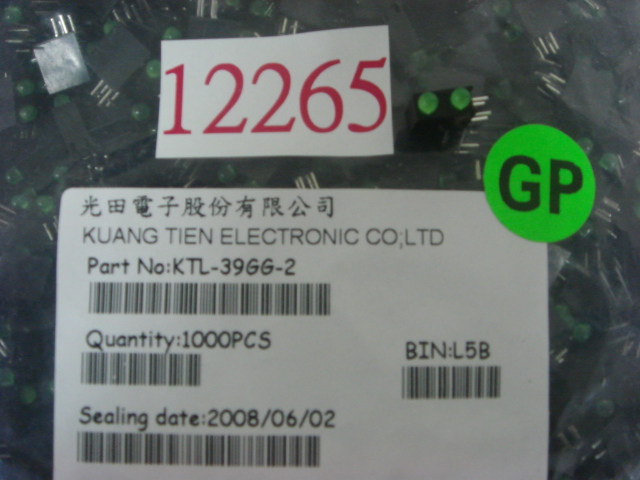 12265
GP
光田電子股份有限公司
KUANG TIEN ELECTRONIC CO;LTD
Part No:KTL-39GG-2
Quantity:1000PCS
BIN:L5B
Sealing date:2008/06/02